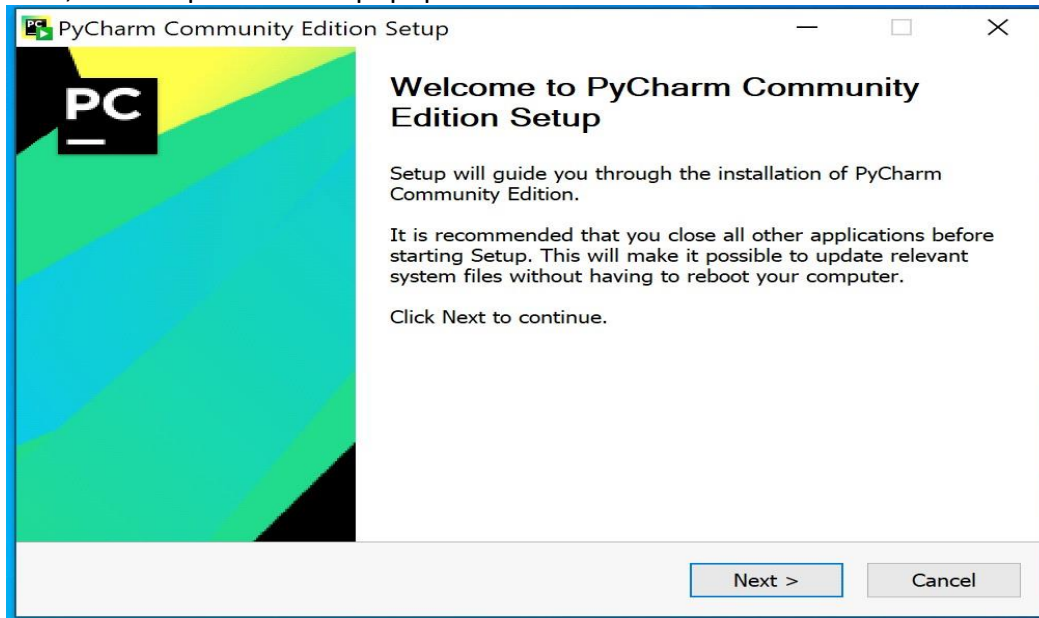 PyCharm Community Edition Setup
PC
Welcome to PyCharm Community
Edition Setup
Setup will guide you through the installation of PyCharm
Community Edition.
It is recommended that you close all other applications before
starting Setup. This will make it possible to update relevant
system files without having to reboot your computer.
Click Next to continue.
Next >
Cancel